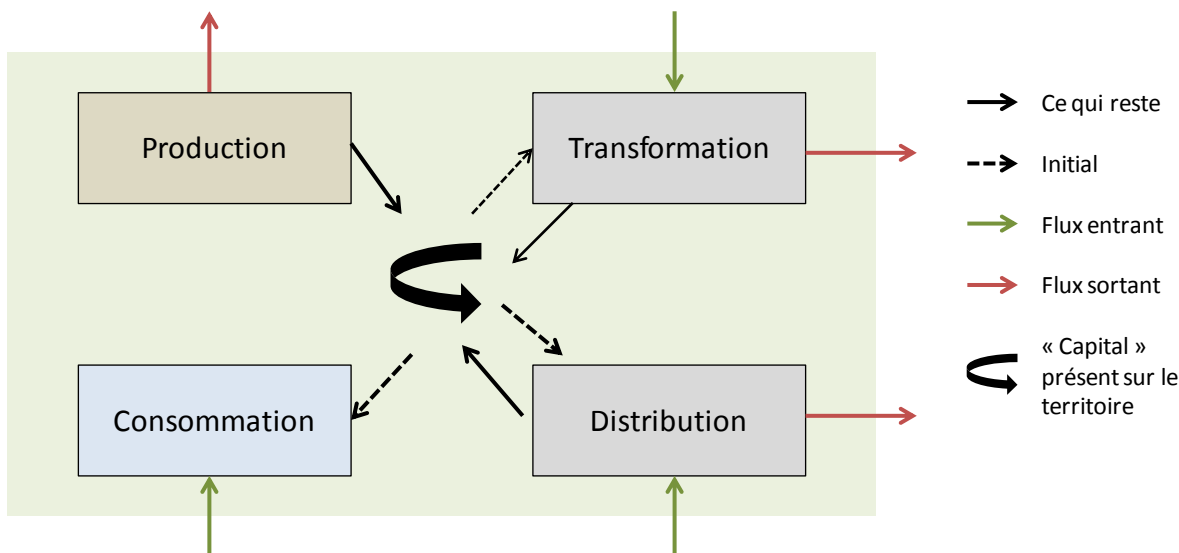 Production
Transformation
Consommation
Distribution
Ce qui reste
Initial
Flux entrant
Flux sortant
« Capital »
présent sur le
territoire